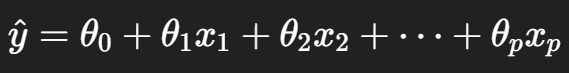 ŷ = θ₀ + θ₁x₁ + θ₂x₂ + ⋯ + θₚxₚ